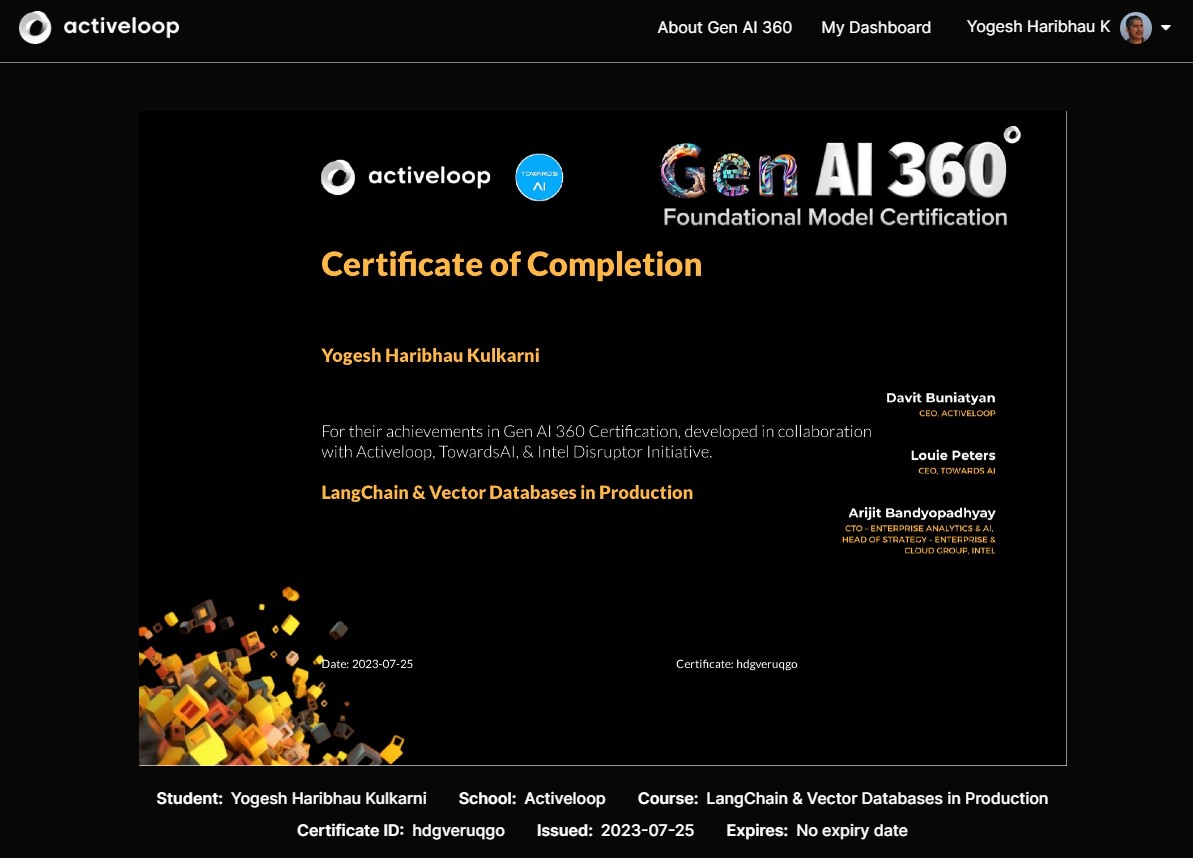 activeloop
About Gen AI 360 My Dashboard Yogesh Haribhau K
activeloop
TOWARDS
AI
Gen AI 360
Foundational Model Certification
Certificate of Completion
Yogesh Haribhau Kulkarni
For their achievements in Gen AI 360 Certification, developed in collaboration
with Activeloop, TowardsAI, & Intel Disruptor Initiative.
LangChain & Vector Databases in Production
Davit Buniatyan
CEO, ACTIVELOOP
Louie Peters
CEO, TOWARDS AI
Arijit Bandyopadhyay
CTO - ENTERPRISE ANALYTICS & AI,
HEAD OF STRATEGY - ENTERPRISE &
CLOUD GROUP, INTEL
Date: 2023-07-25 Certificate: hdgveruqgo
Student: Yogesh Haribhau Kulkarni School: Activeloop Course: LangChain & Vector Databases in Production
Certificate ID: hdgveruqgo Issued: 2023-07-25 Expires: No expiry date